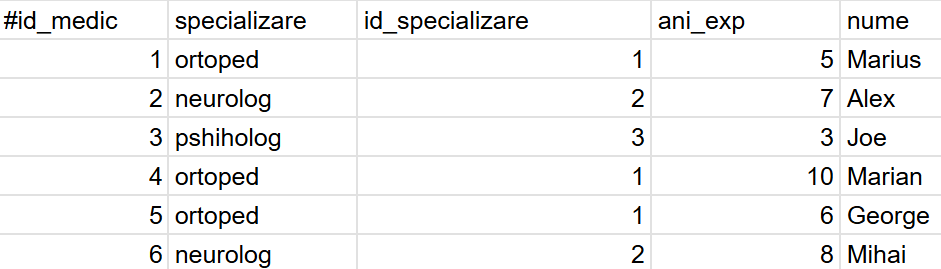 #id_medic specializare id_specializare ani_exp nume
1 ortoped 1 5 Marius
2 neurolog 2 7 Alex
3 pshiholog 3 3 Joe
4 ortoped 1 10 Marian
5 ortoped 1 6 George
6 neurolog 2 8 Mihai